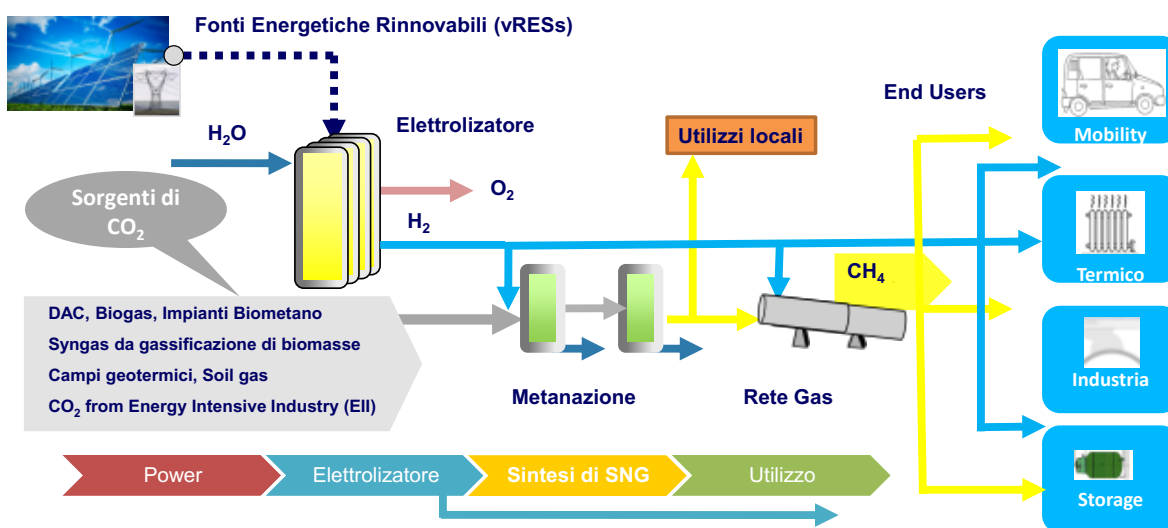 Fonti Energetiche Rinnovabili (vRESs)
End Users
H₂O
Elettrolizatore
Utilizzi locali
Mobility
Sorgenti di
CO₂
O₂
H₂
CH₄
Termico
DAC, Biogas, Impianti Biometano
Syngas da gassificazione di biomasse
Campi geotermici, Soil gas
CO₂ from Energy Intensive Industry (EII)
Metanazione
Rete Gas
Industria
Power
Elettrolizatore
Sintesi di SNG
Utilizzo
Storage